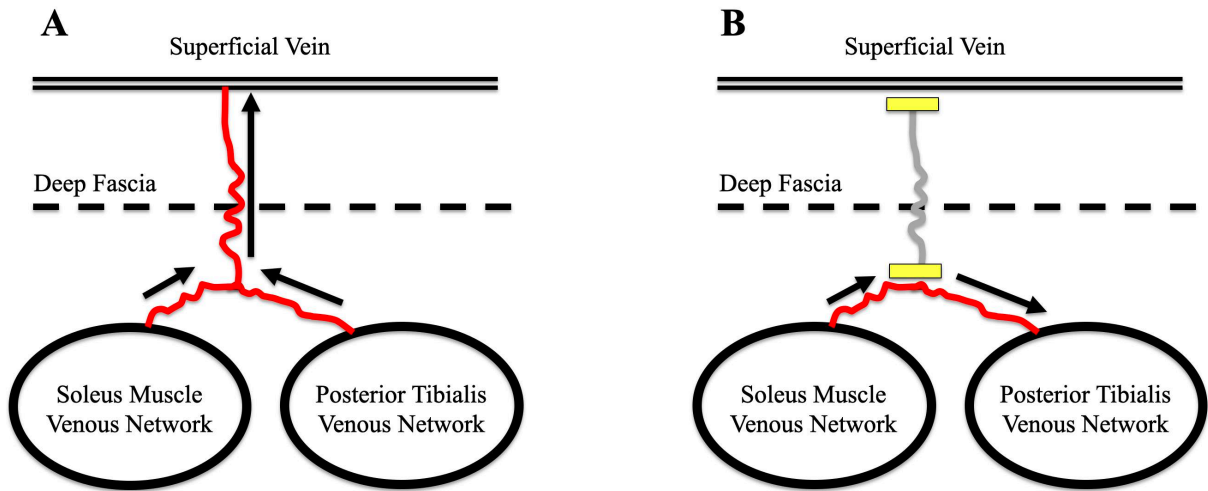 A
Superficial Vein
Deep Fascia
Soleus Muscle
Venous Network
Posterior Tibialis
Venous Network
B
Superficial Vein
Deep Fascia
Soleus Muscle
Venous Network
Posterior Tibialis
Venous Network